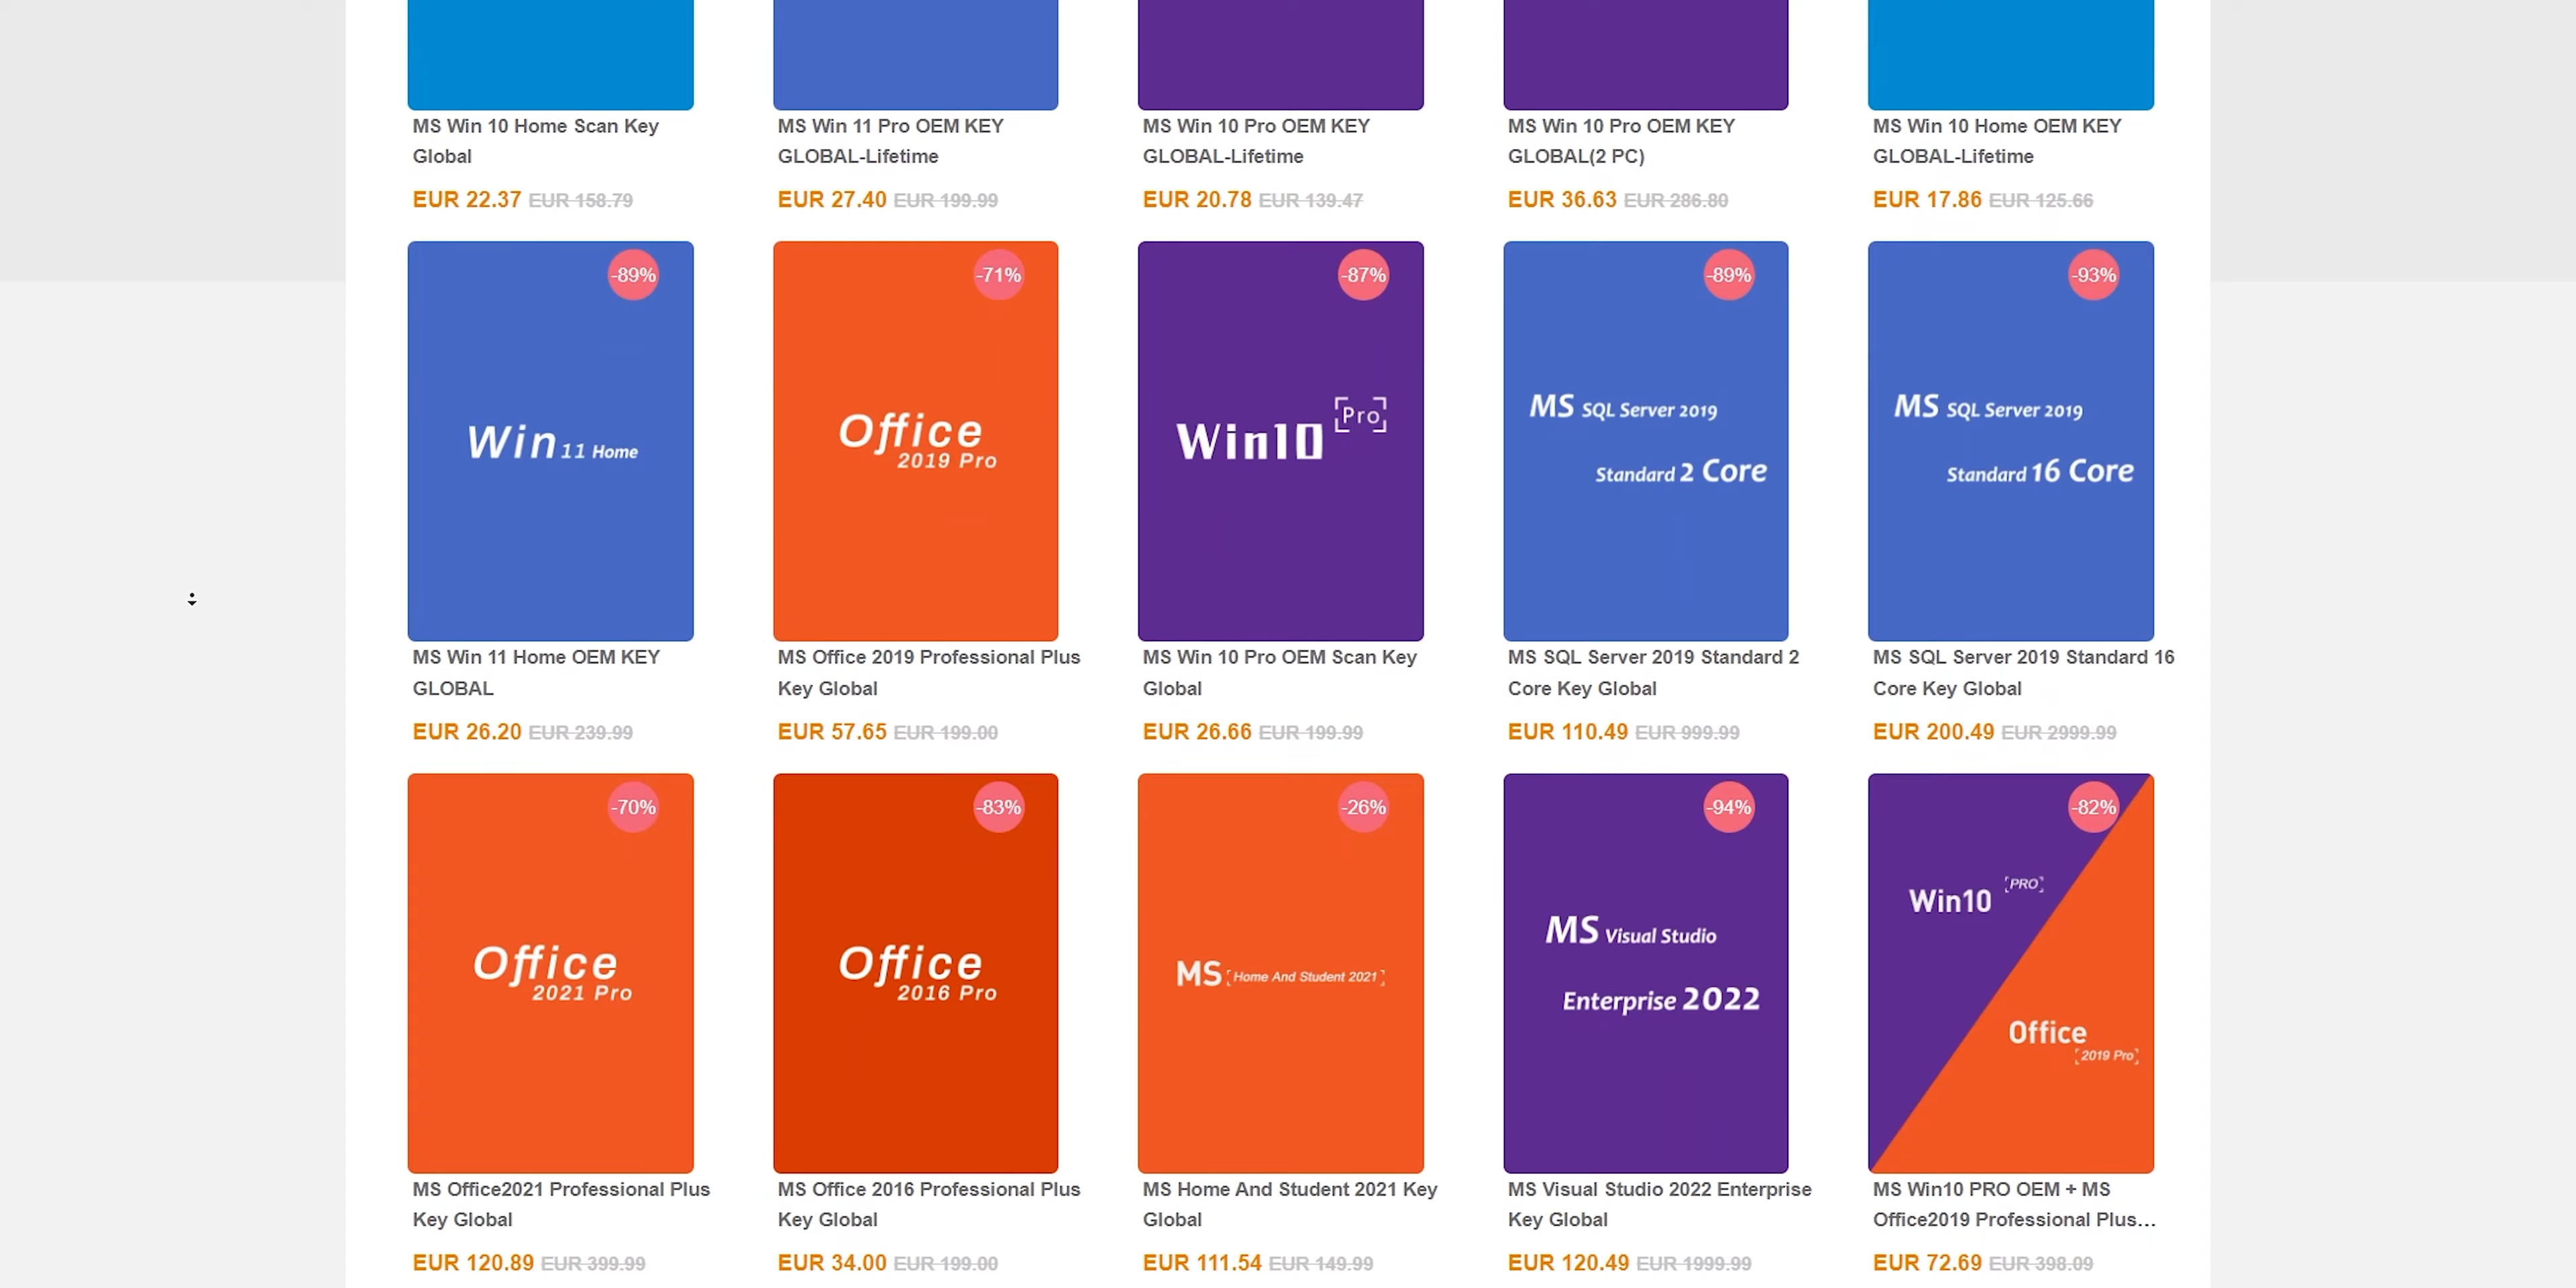 MS Win 10 Home Scan Key
Global
EUR 22.37 EUR 158.79
MS Win 11 Pro OEM KEY
GLOBAL-Lifetime
EUR 27.40 EUR 199.99
MS Win 10 Pro OEM KEY
GLOBAL-Lifetime
EUR 20.78 EUR 139.47
MS Win 10 Pro OEM KEY
GLOBAL(2 PC)
EUR 36.63 EUR 286.80
MS Win 10 Home OEM KEY
GLOBAL-Lifetime
EUR 17.86 EUR 125.66
-89%
Win 11 Home
MS Win 11 Home OEM KEY
GLOBAL
EUR 26.20 EUR 239.99
-71%
Office
2019 Pro
MS Office 2019 Professional Plus
Key Global
EUR 57.65 EUR 199.00
-87%
Win10 [Pro]
MS Win 10 Pro OEM Scan Key
Global
EUR 26.66 EUR 199.99
-89%
MS SQL Server 2019
Standard 2 Core
MS SQL Server 2019 Standard 2
Core Key Global
EUR 110.49 EUR 999.99
-93%
MS SQL Server 2019
Standard 16 Core
MS SQL Server 2019 Standard 16
Core Key Global
EUR 200.49 EUR 2999.99
-70%
Office
2021 Pro
MS Office2021 Professional Plus
Key Global
EUR 120.89 EUR 399.99
-83%
Office
2016 Pro
MS Office 2016 Professional Plus
Key Global
EUR 34.00 EUR 199.00
-26%
MS [Home And Student 2021]
MS Home And Student 2021 Key
Global
EUR 111.54 EUR 149.99
-94%
MS Visual Studio
Enterprise 2022
MS Visual Studio 2022 Enterprise
Key Global
EUR 120.49 EUR 1999.99
-82%
Win10 [PRO]
Office
[2019 Pro]
MS Win10 PRO OEM + MS
Office2019 Professional Plus...
EUR 72.69 EUR 398.09